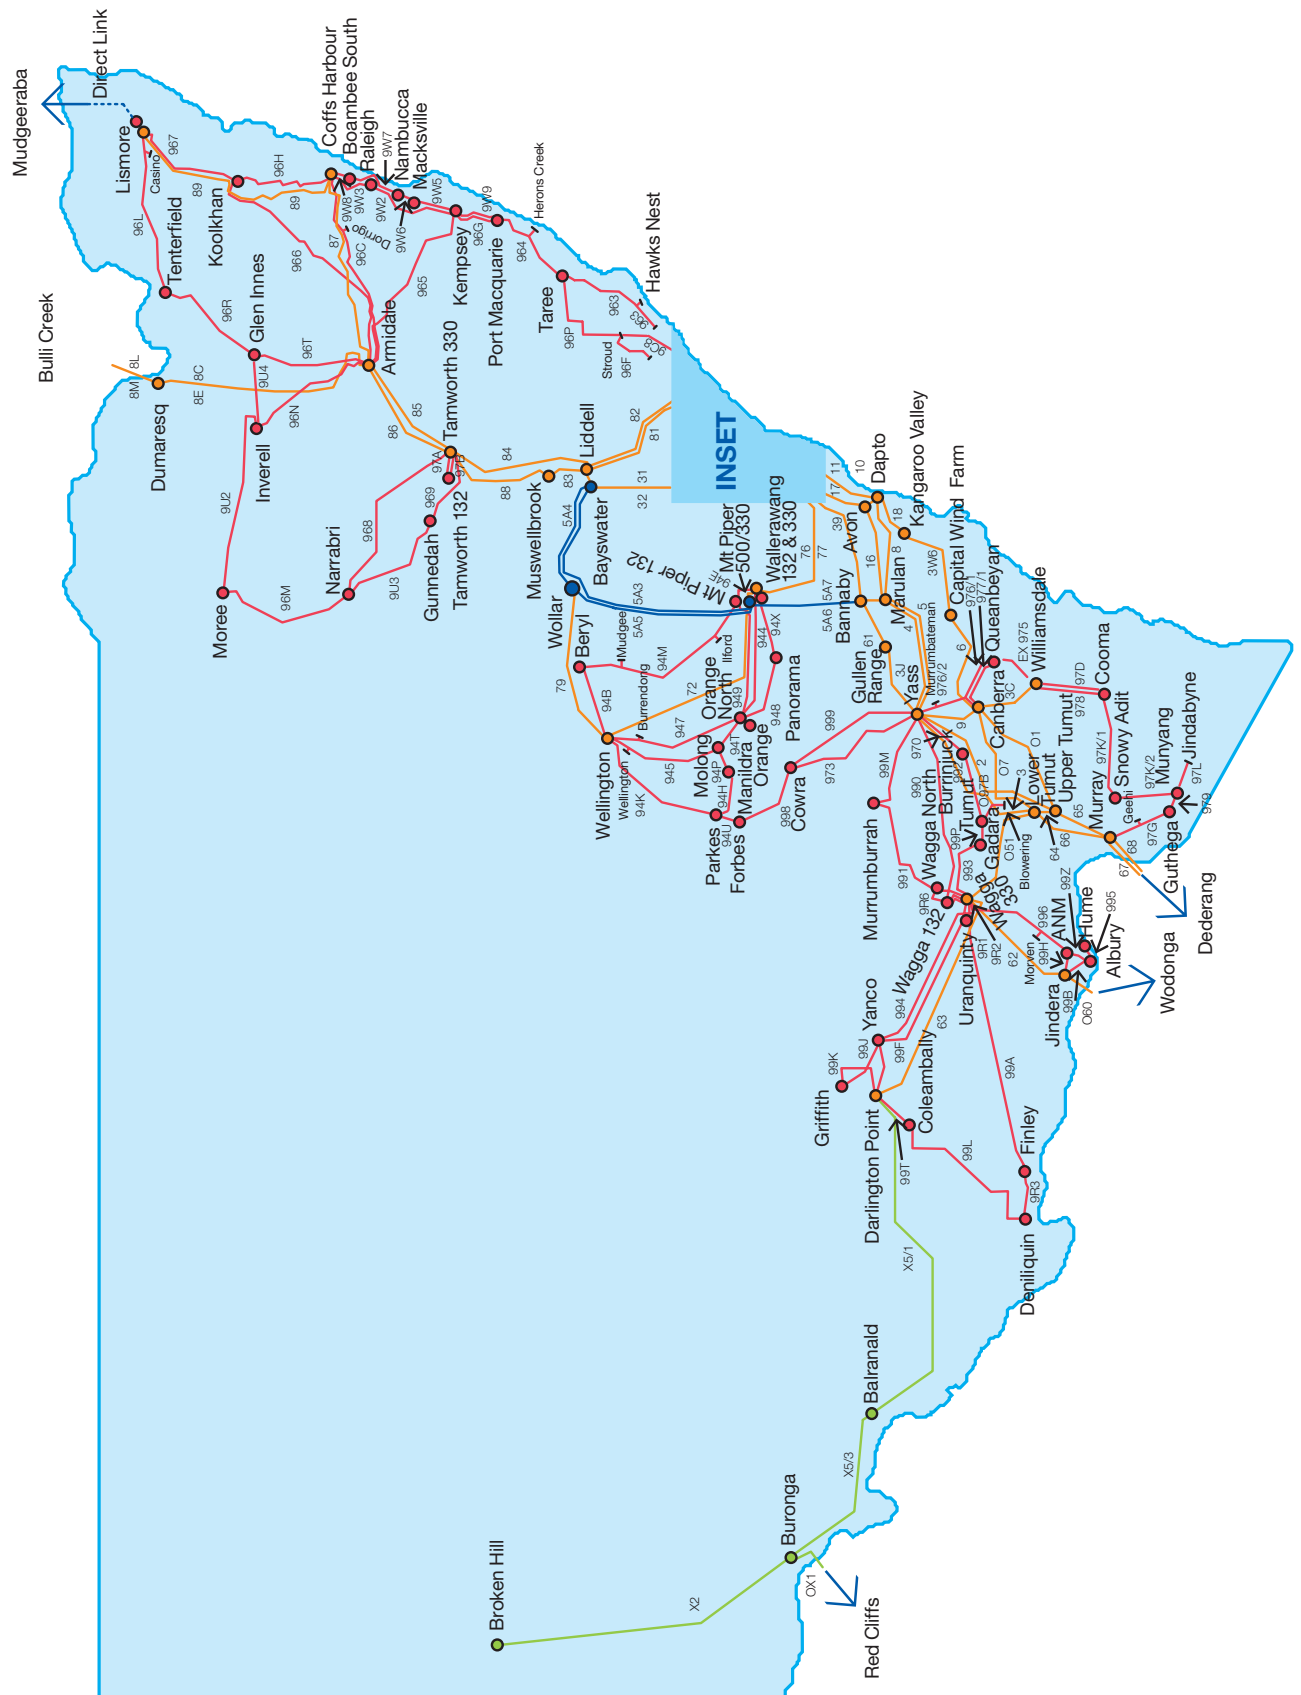 Mudgeeraba
Direct Link
Lismore
967
Casino
96L
89
Tenterfield
Koolkhan
96H
89
Coffs Harbour
Boambee South
Raleigh
9W7
Nambucca
Macksville
9W8
9W3
9W2
9W6
9W5
87
Dorrigo
96C
966
965
Kempsey
96G
9W9
Port Macquarie
Herons Creek
964
Taree
963
963
Hawks Nest
96P
Stroud
96F
9C8
Bulli Creek
8L
8M
8C
8E
Dumaresq
96R
Glen Innes
96T
9U4
96N
Inverell
9U2
Armidale
85
86
Tamworth 330
97A
97B
969
Tamworth 132
Gunnedah
968
9U3
Narrabri
96M
Moree
84
88
Muswellbrook
83
Liddell
82
81
31
32
Bayswater
5A4
Wollar
5A3
5A5
INSET
Mt Piper 132
94E
Mt Piper
500/330
Wallerawang
132 & 330
76
77
Beryl
79
Mudgee
94M
Ilford
94B
Burrendong
72
947
Wellington
Wellington
94K
945
Orange
North
949
944
94X
948
Panorama
94T
Molong
94P
Manildra
Orange
94H
Parkes
94U
Forbes
998
Cowra
973
999
5A7
5A6
Bannaby
Avon
39
17
11
10
Dapto
16
8
18
Kangaroo Valley
Marulan
3W6
Capital Wind Farm
61
Gullen
Range
3J
4
5
Yass
Murrumbateman
976/2
6
976/1
977/1
Queanbeyan
EX 975
Williamsdale
3C
Canberra
9
97D
978
Cooma
97K/1
Snowy Adit
97K/2
Munyang
Jindabyne
97L
979
Guthega
97G
Geehi
68
67
Murray
65
66
64
Upper Tumut
Lower
Tumut
O1
O7
3
2
O97B
992
970
Burrinjuck
Tumut
99P
Gadara
993
O51
Blowering
99M
990
Murrumburrah
991
Wagga North
9R6
Wagga 132
Wagga
330
Uranquinty
9R1
9R2
62
Morven
99H
996
ANM
99Z
Hume
995
Albury
Jindera
99B
O60
Wodonga
Dederang
Yanco
994
99F
99J
63
99K
Griffith
Darlington Point
Coleambally
99T
99L
99A
Finley
9R3
Deniliquin
X5/1
Balranald
X5/3
Buronga
OX1
Red Cliffs
X2
Broken Hill